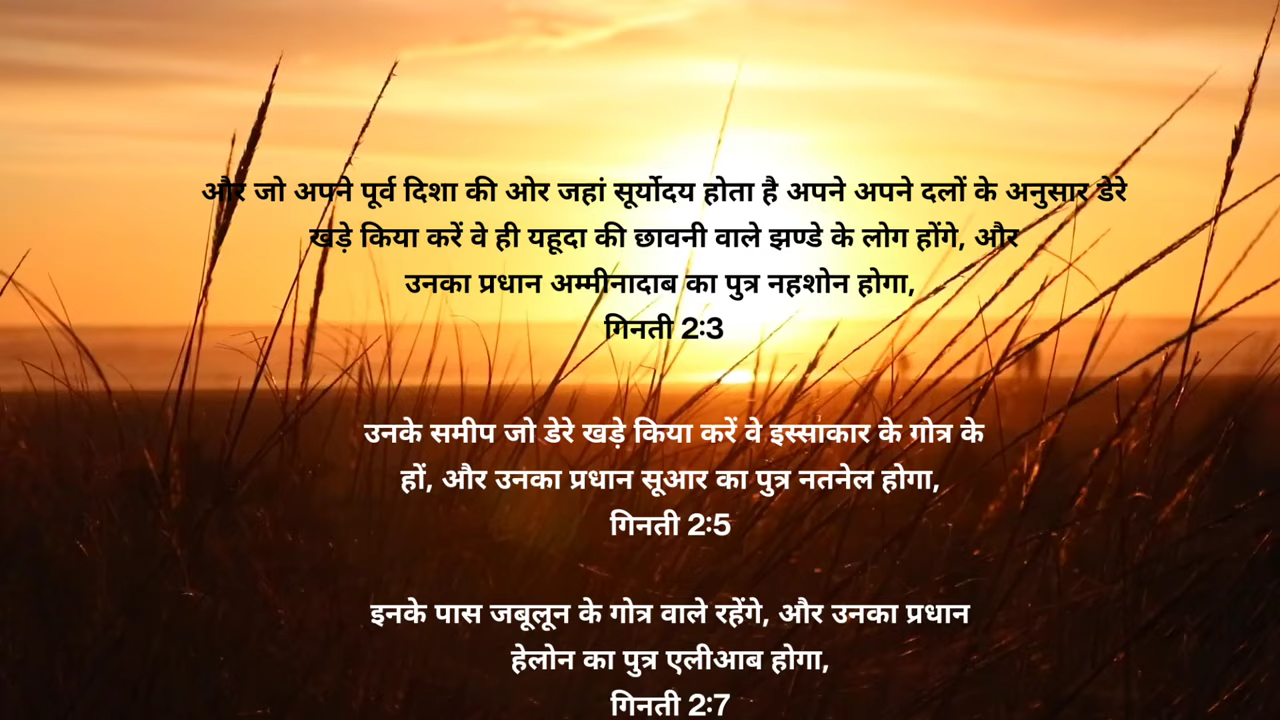 और जो अपने पूर्व दिशा की ओर जहां सूर्योदय होता है अपने अपने दलों के अनुसार डेरे
खड़े किया करें वे ही यहूदा की छावनी वाले झण्डे के लोग होंगे, और
उनका प्रधान अम्मीनादाब का पुत्र नहशोन होगा,
गिनती 2:3
उनके समीप जो डेरे खड़े किया करें वे इस्साकार के गोत्र के
हों, और उनका प्रधान सूआर का पुत्र नतनेल होगा,
गिनती 2:5
इनके पास जबूलून के गोत्र वाले रहेंगे, और उनका प्रधान
हेलोन का पुत्र एलीआब होगा,
गिनती 2:7